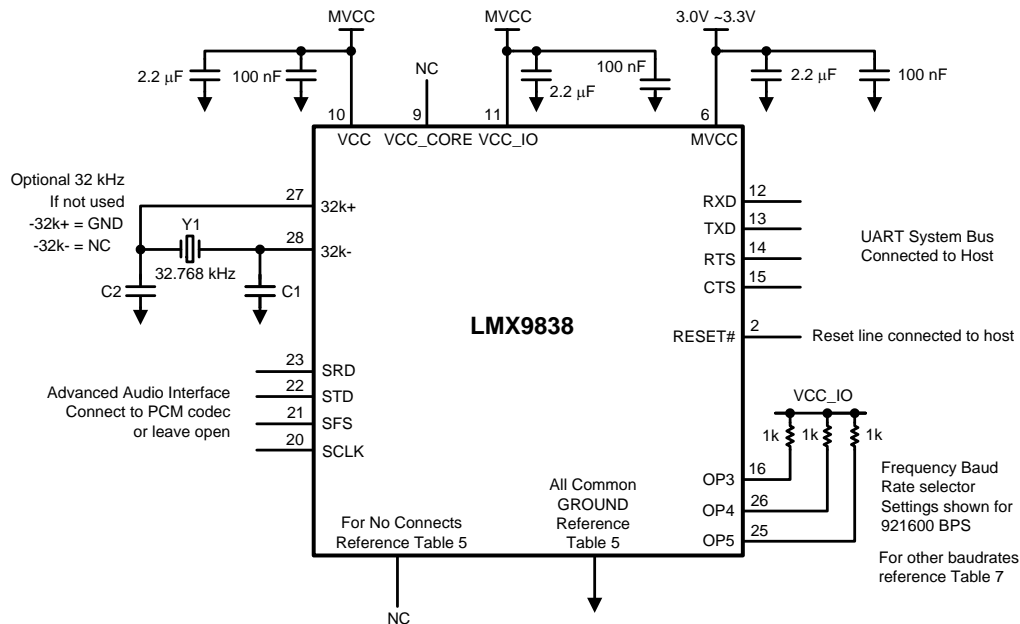 MVCC
MVCC
3.0V ~3.3V
2.2 μF
100 nF
NC
2.2 μF
100 nF
2.2 μF
100 nF
10
9
11
6
VCC
VCC_CORE
VCC_IO
MVCC
Optional 32 kHz
If not used
-32k+ = GND
-32k- = NC
27
32k+
Y1
28
32k-
32.768 kHz
C2
C1
RXD
12
TXD
13
RTS
14
CTS
15
UART System Bus
Connected to Host
LMX9838
RESET#
2
Reset line connected to host
Advanced Audio Interface
Connect to PCM codec
or leave open
23
SRD
22
STD
21
SFS
20
SCLK
VCC_IO
1k
1k
1k
OP3
16
OP4
26
OP5
25
Frequency Baud
Rate selector
Settings shown for
921600 BPS
For other baudrates
reference Table 7
For No Connects
Reference Table 5
All Common
GROUND
Reference
Table 5
NC